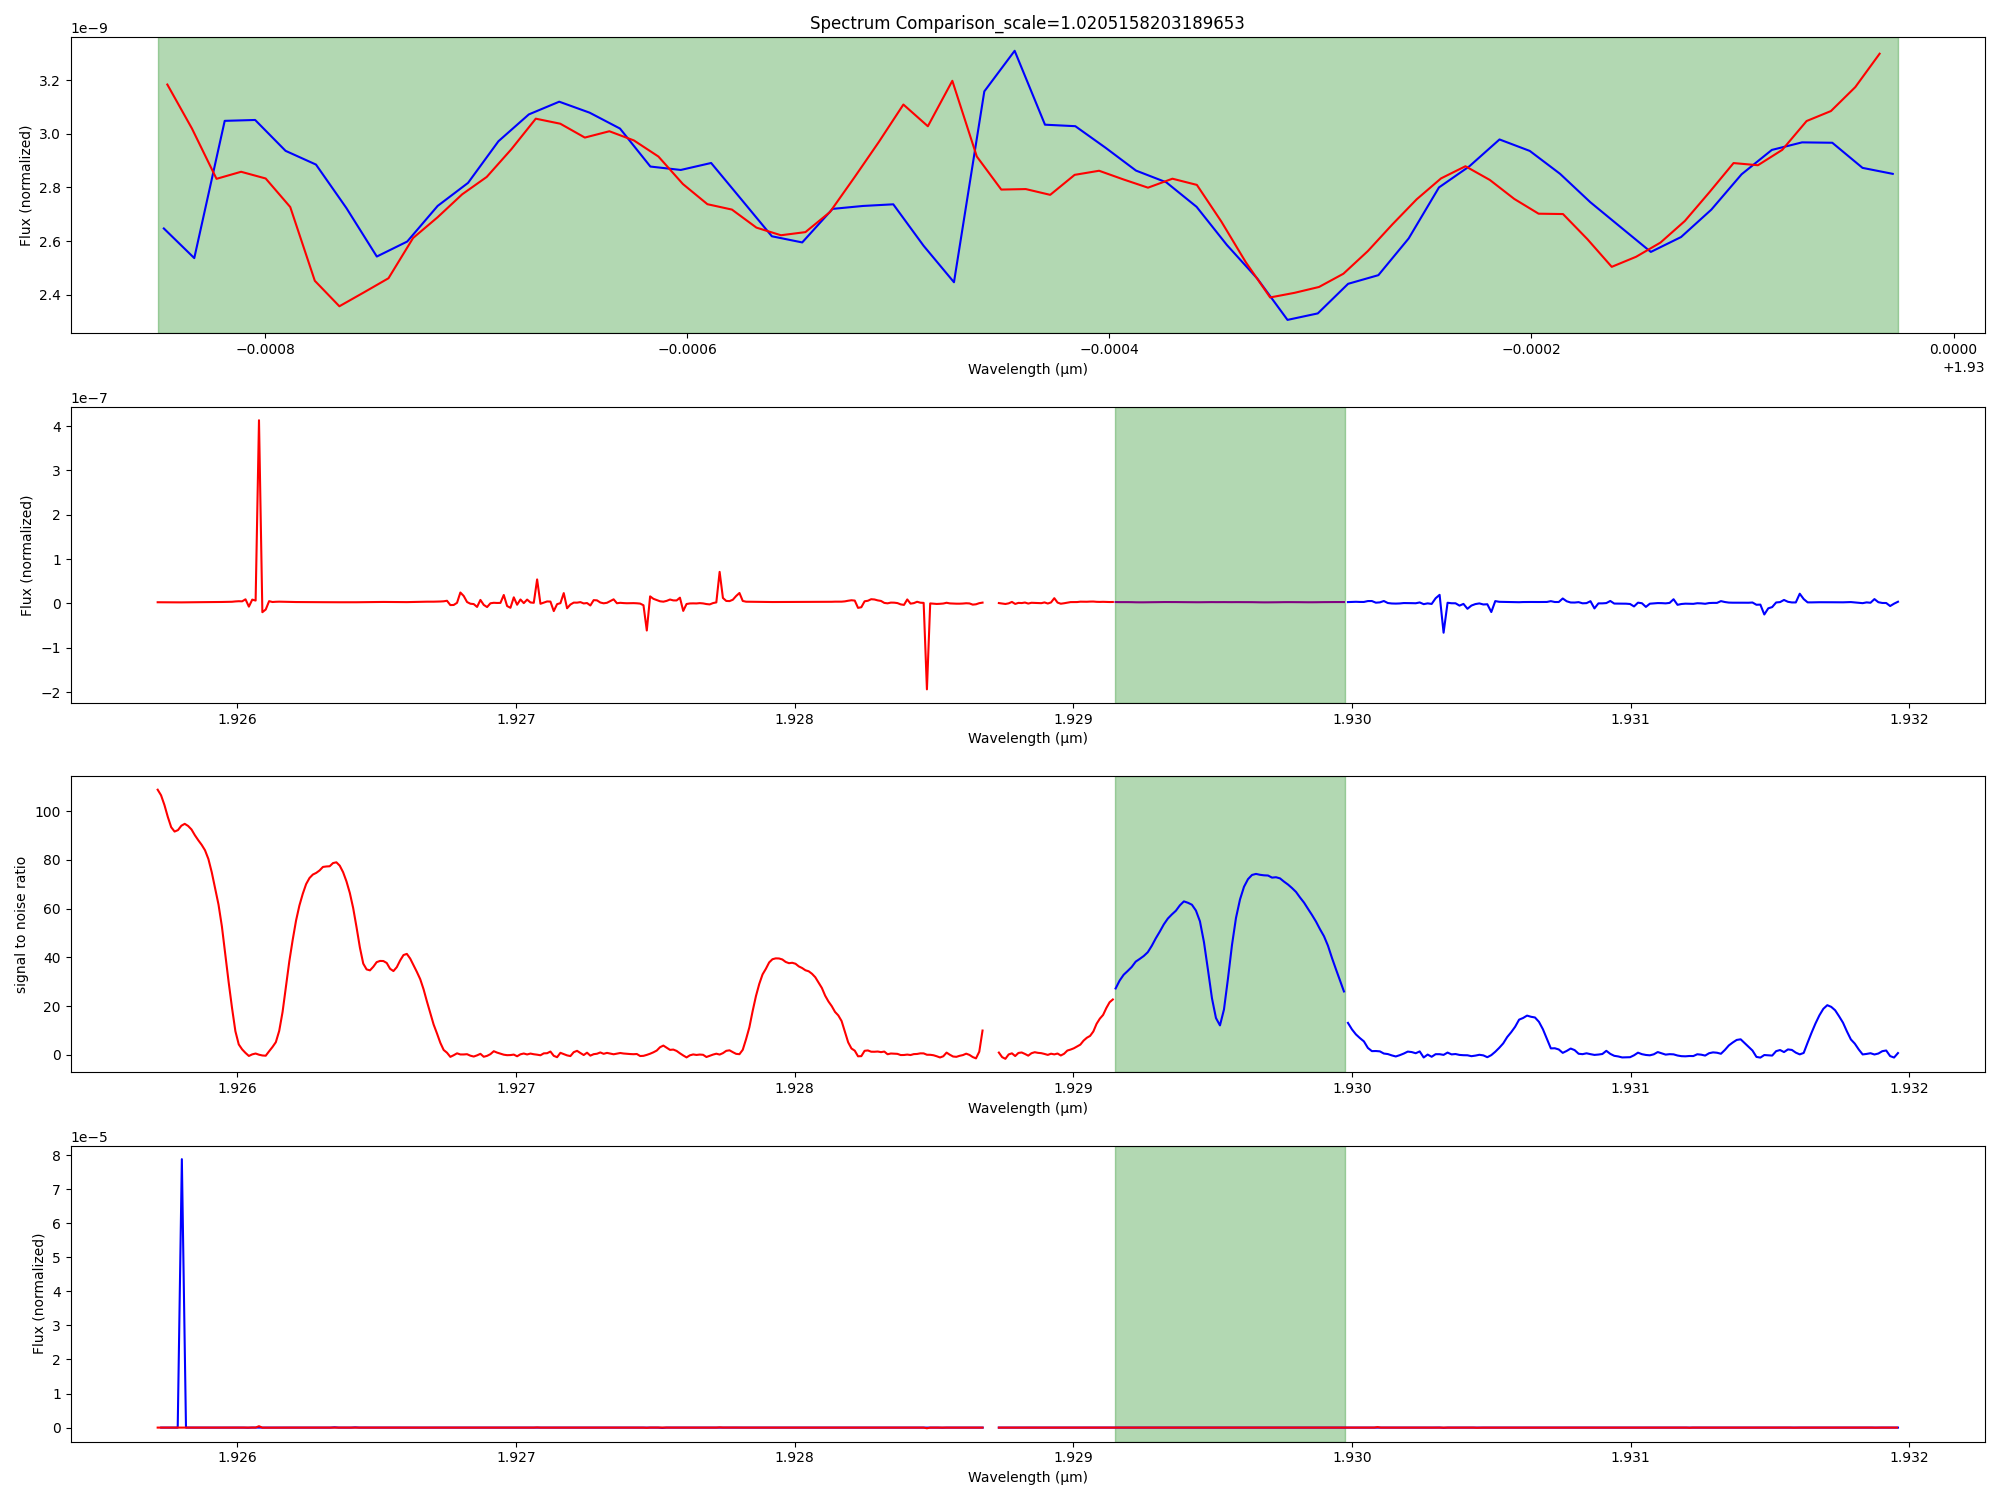 Spectrum Comparison_scale=1.0205158203189653
1e−9
3.2
3.0
2.8
2.6
2.4
Flux (normalized)
−0.0008 −0.0006 −0.0004 −0.0002 0.0000
+1.93
Wavelength (μm)
1e−7
4
3
2
1
0
−1
−2
Flux (normalized)
1.926 1.927 1.928 1.929 1.930 1.931 1.932
Wavelength (μm)
100
80
60
40
20
0
signal to noise ratio
1.926 1.927 1.928 1.929 1.930 1.931 1.932
Wavelength (μm)
1e−5
8
7
6
5
4
3
2
1
0
Flux (normalized)
1.926 1.927 1.928 1.929 1.930 1.931 1.932
Wavelength (μm)